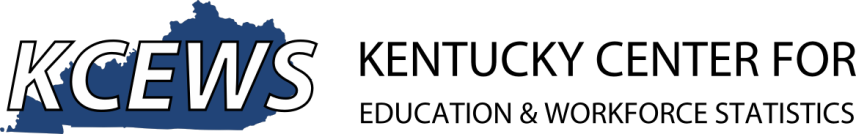 KCEWS
KENTUCKY CENTER FOR
EDUCATION & WORKFORCE STATISTICS